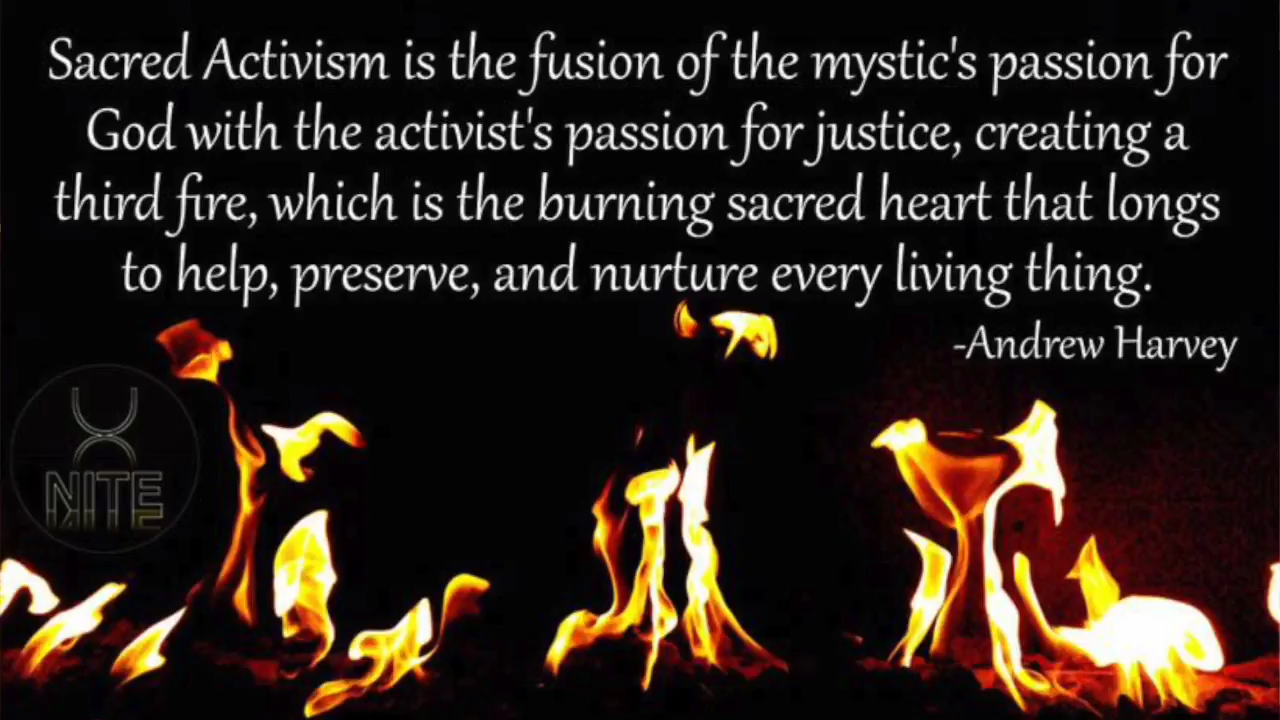 Sacred Activism is the fusion of the mystic's passion for
God with the activist's passion for justice, creating a
third fire, which is the burning sacred heart that longs
to help, preserve, and nurture every living thing.
-Andrew Harvey
NITE